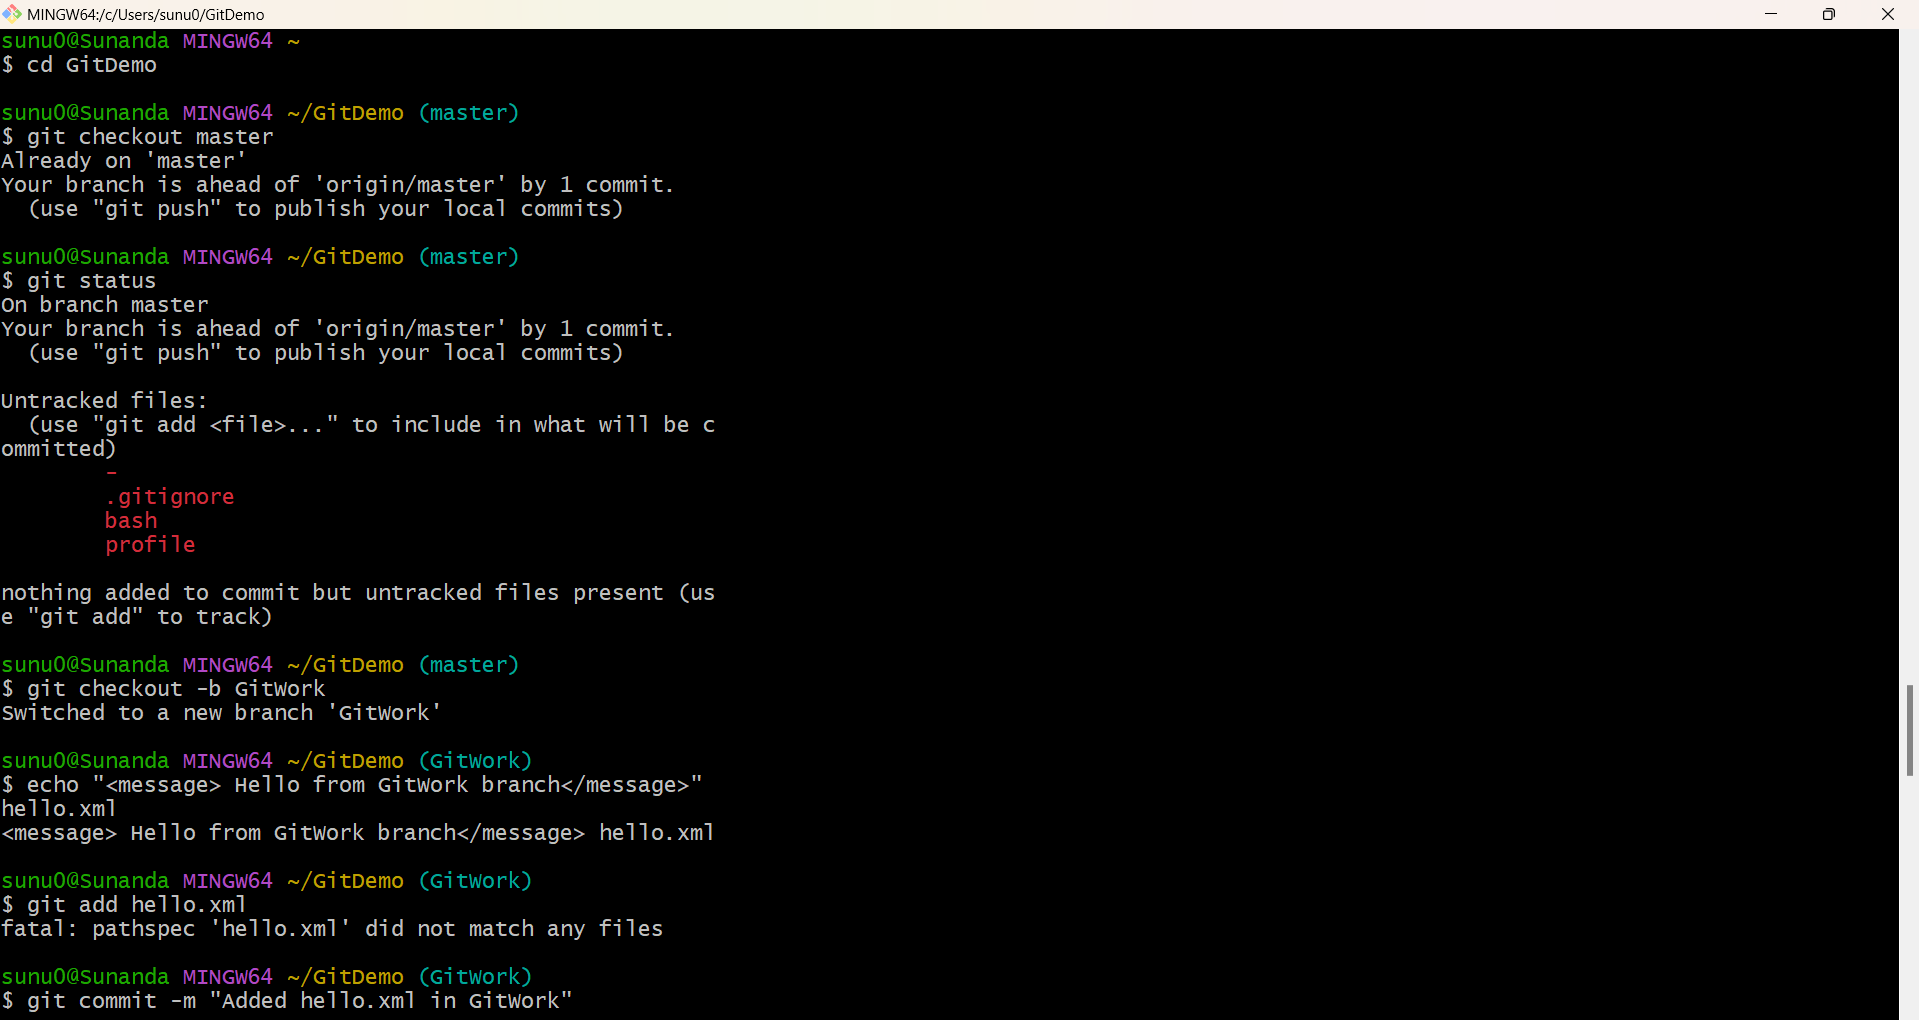 MINGW64:/c/Users/sunu0/GitDemo
sunu0@Sunanda MINGW64 ~
$ cd GitDemo
sunu0@Sunanda MINGW64 ~/GitDemo (master)
$ git checkout master
Already on 'master'
Your branch is ahead of 'origin/master' by 1 commit.
  (use "git push" to publish your local commits)
sunu0@Sunanda MINGW64 ~/GitDemo (master)
$ git status
On branch master
Your branch is ahead of 'origin/master' by 1 commit.
  (use "git push" to publish your local commits)
Untracked files:
  (use "git add <file>..." to include in what will be c
ommitted)
        -
        .gitignore
        bash
        profile
nothing added to commit but untracked files present (us
e "git add" to track)
sunu0@Sunanda MINGW64 ~/GitDemo (master)
$ git checkout -b GitWork
Switched to a new branch 'GitWork'
sunu0@Sunanda MINGW64 ~/GitDemo (GitWork)
$ echo "<message> Hello from GitWork branch</message>"
hello.xml
<message> Hello from GitWork branch</message> hello.xml
sunu0@Sunanda MINGW64 ~/GitDemo (GitWork)
$ git add hello.xml
fatal: pathspec 'hello.xml' did not match any files
sunu0@Sunanda MINGW64 ~/GitDemo (GitWork)
$ git commit -m "Added hello.xml in GitWork"